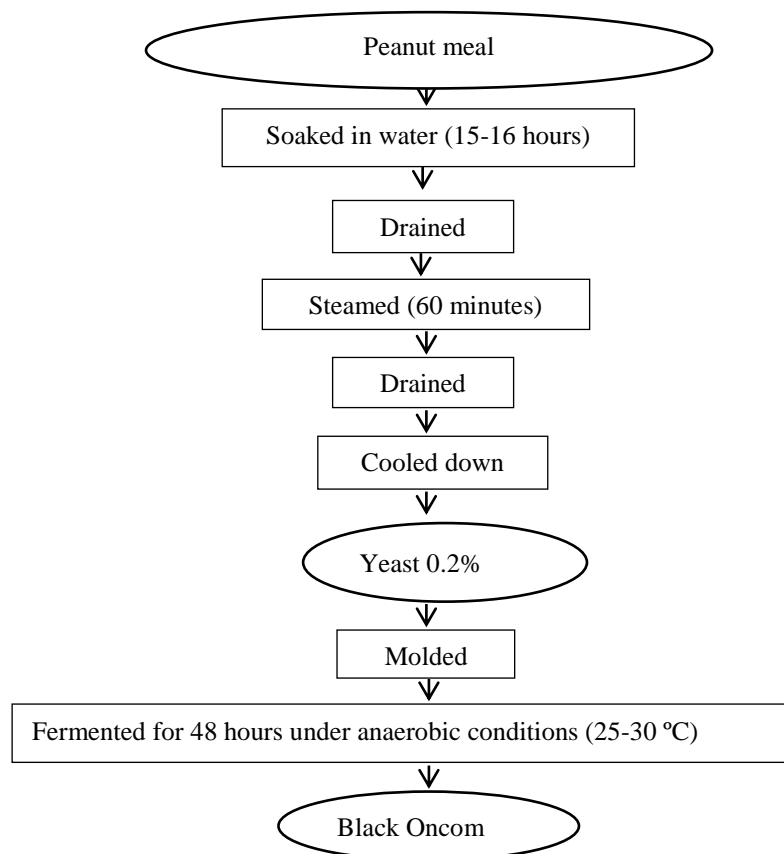 Peanut meal
Soaked in water (15-16 hours)
Drained
Steamed (60 minutes)
Drained
Cooled down
Yeast 0.2%
Molded
Fermented for 48 hours under anaerobic conditions (25-30 ºC)
Black Oncom